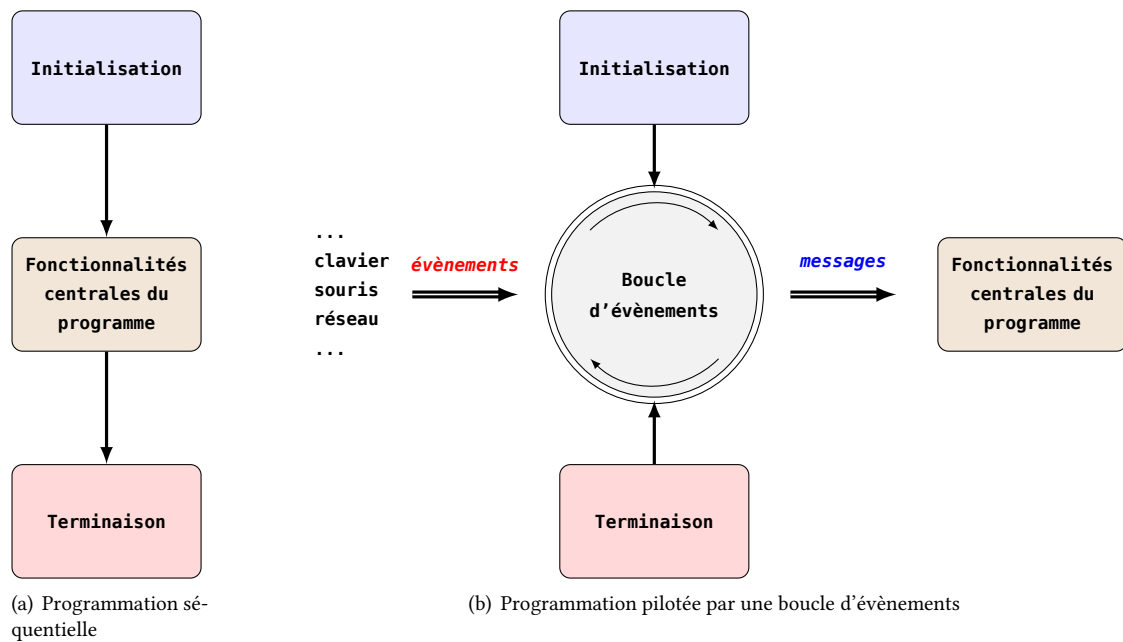 Initialisation
Fonctionnalités
centrales du
programme
Terminaison
(a) Programmation sé-
quentielle
Initialisation
...
clavier
souris
réseau
...
évènements
Boucle
d'évènements
messages
Fonctionnalités
centrales du
programme
Terminaison
(b) Programmation pilotée par une boucle d'évènements